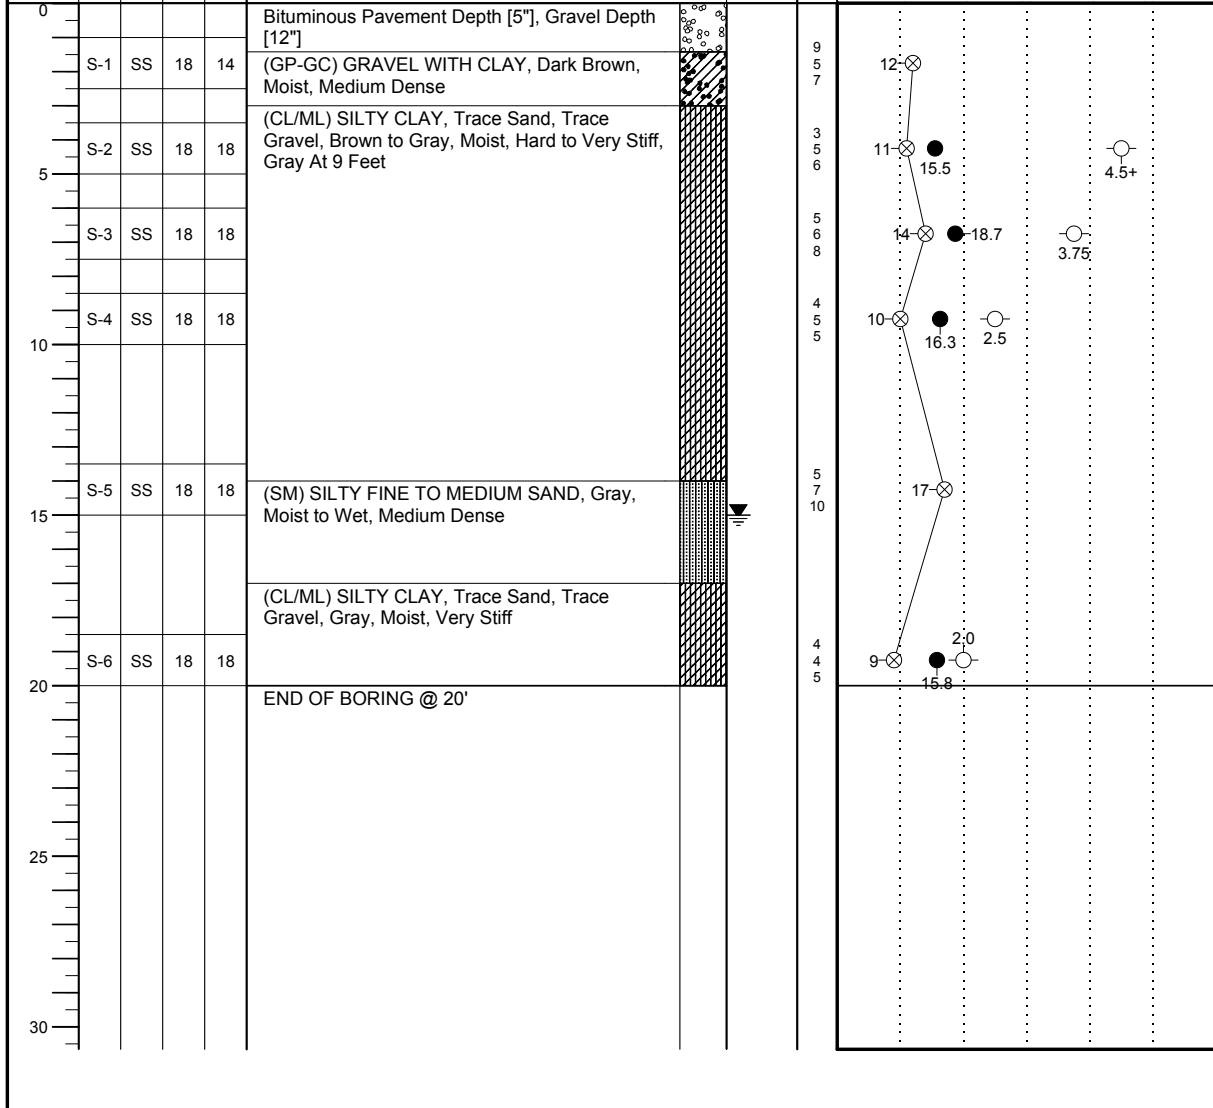 0
Bituminous Pavement Depth [5"], Gravel Depth
[12"]
S-1 SS 18 14
(GP-GC) GRAVEL WITH CLAY, Dark Brown,
Moist, Medium Dense
9
5
7
12
(CL/ML) SILTY CLAY, Trace Sand, Trace
Gravel, Brown to Gray, Moist, Hard to Very Stiff,
Gray At 9 Feet
S-2 SS 18 18
3
5
6
11
15.5
4.5+
5
S-3 SS 18 18
5
6
8
14
18.7
3.75
S-4 SS 18 18
4
5
5
10
16.3
2.5
10
S-5 SS 18 18
(SM) SILTY FINE TO MEDIUM SAND, Gray,
Moist to Wet, Medium Dense
5
7
10
17
15
(CL/ML) SILTY CLAY, Trace Sand, Trace
Gravel, Gray, Moist, Very Stiff
S-6 SS 18 18
4
4
5
9
15.8
2.0
20
END OF BORING @ 20'
25
30